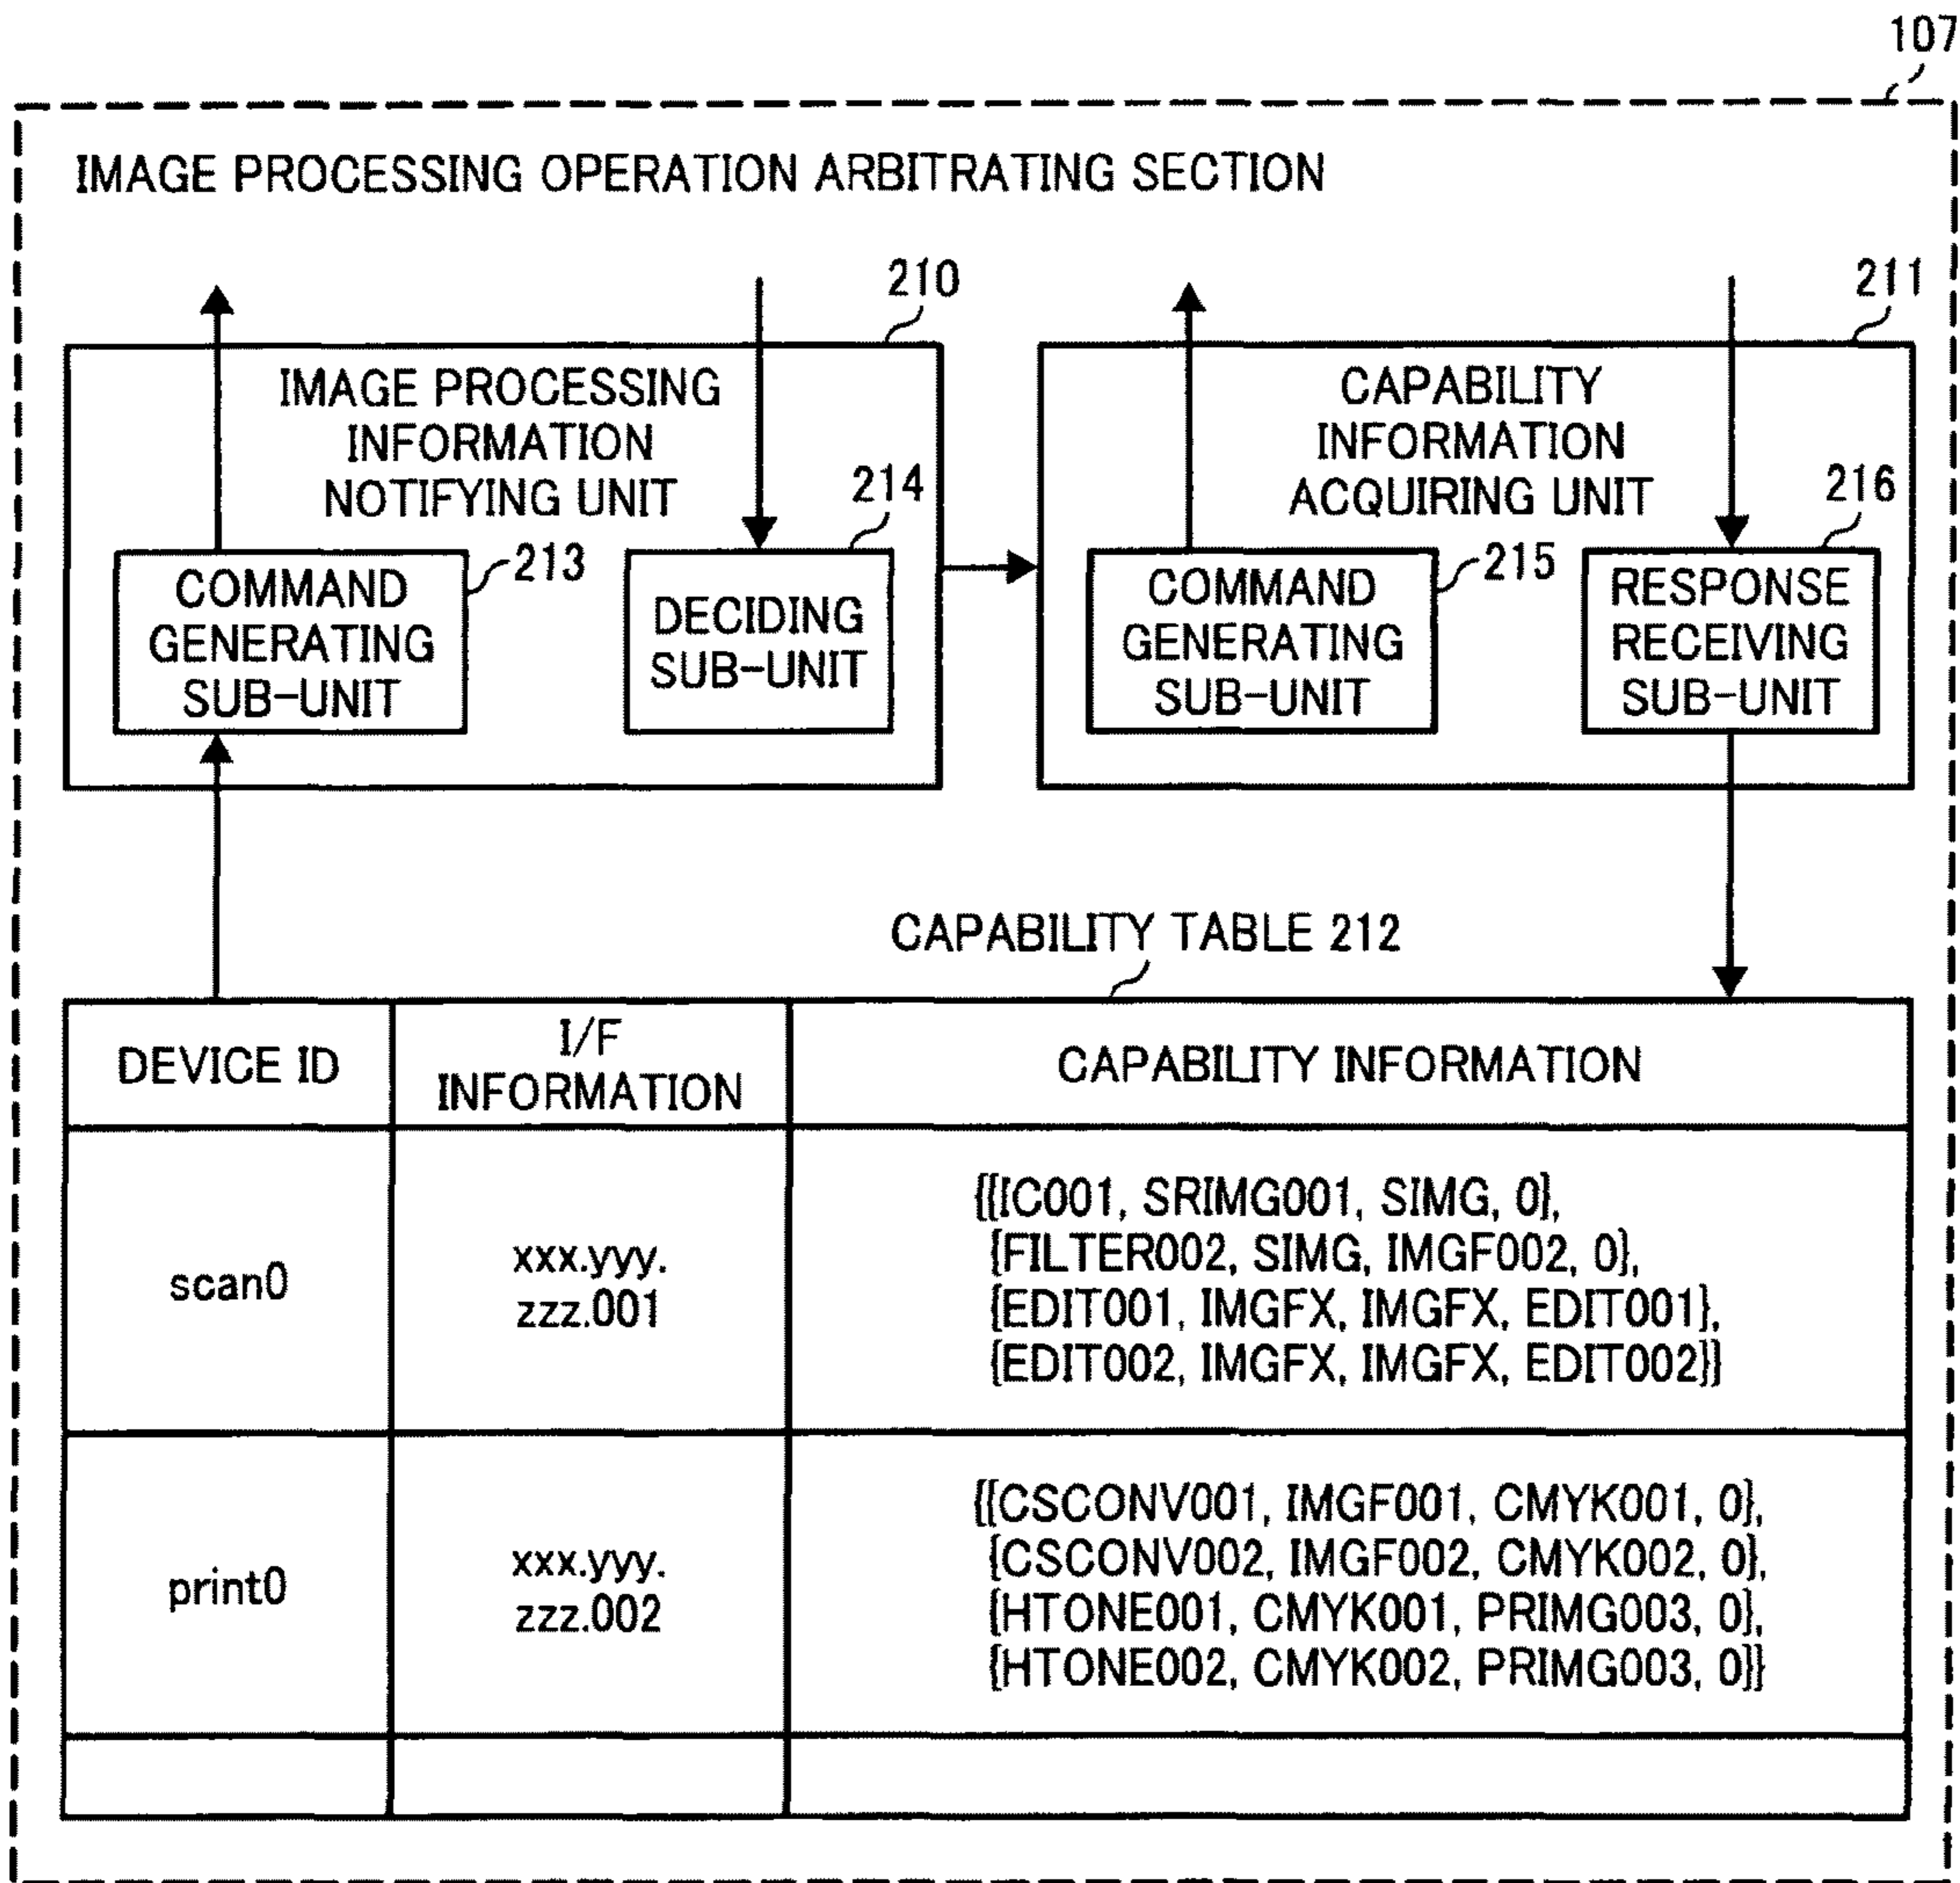 107
IMAGE PROCESSING OPERATION ARBITRATING SECTION
210
IMAGE PROCESSING
INFORMATION
NOTIFYING UNIT
213
COMMAND
GENERATING
SUB-UNIT
214
DECIDING
SUB-UNIT
211
CAPABILITY
INFORMATION
ACQUIRING UNIT
215
COMMAND
GENERATING
SUB-UNIT
216
RESPONSE
RECEIVING
SUB-UNIT
CAPABILITY TABLE 212
DEVICE ID
I/F
INFORMATION
CAPABILITY INFORMATION
scan0
xxx.yyy.
zzz.001
{{IC001, SRIMG001, SIMG, 0},
{FILTER002, SIMG, IMGF002, 0},
{EDIT001, IMGFX, IMGFX, EDIT001},
{EDIT002, IMGFX, IMGFX, EDIT002}}
print0
xxx.yyy.
zzz.002
{{CSCONV001, IMGF001, CMYK001, 0},
{CSCONV002, IMGF002, CMYK002, 0},
{HTONE001, CMYK001, PRIMG003, 0},
{HTONE002, CMYK002, PRIMG003, 0}}